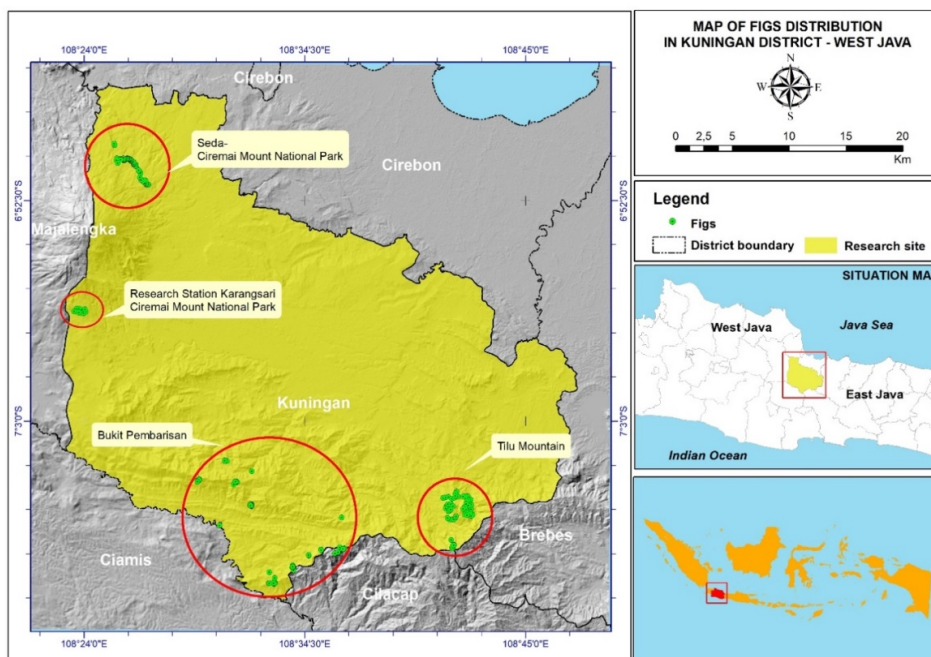 108°24'0"E 108°34'30"E 108°45'0"E
Cirebon
Seda-
Ciremai Mount National Park
Cirebon
6°52'30"S
6°52'30"S
Majalengka
Research Station Karangsari
Ciremai Mount National Park
Kuningan
7°3'0"S
7°3'0"S
Bukit Pembarisan
Tilu Mountain
Ciamis
Brebes
Cilacap
108°24'0"E 108°34'30"E 108°45'0"E
MAP OF FIGS DISTRIBUTION
IN KUNINGAN DISTRICT - WEST JAVA
N
W E
S
0 2,5 5 10 15 20
Km
Legend
Figs
District boundary Research site
SITUATION MA
West Java
Java Sea
East Java
Indian Ocean